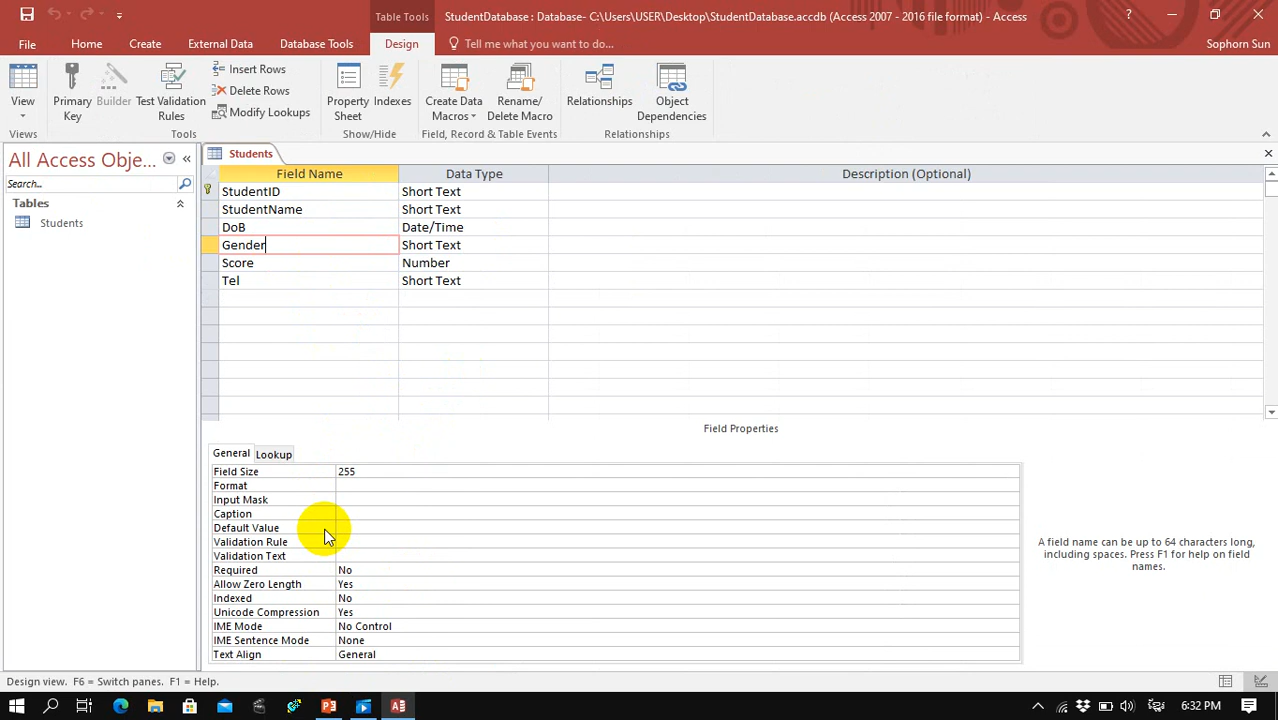 Table Tools
StudentDatabase : Database- C:\Users\USER\Desktop\StudentDatabase.accdb (Access 2007 - 2016 file format) - Access
File Home Create External Data Database Tools Design Tell me what you want to do... Sophorn Sun
View
Primary Key
Builder
Test Validation Rules
Insert Rows
Delete Rows
Modify Lookups
Property Sheet
Indexes
Create Data Macros
Rename/ Delete Macro
Relationships
Object Dependencies
Views Tools Show/Hide Field, Record & Table Events Relationships
All Access Obje...
Search...
Tables
Students
Students
Field Name Data Type Description (Optional)
StudentID Short Text
StudentName Short Text
DoB Date/Time
Gender Short Text
Score Number
Tel Short Text
Field Properties
General Lookup
Field Size 255
Format
Input Mask
Caption
Default Value
Validation Rule
Validation Text
Required No
Allow Zero Length Yes
Indexed No
Unicode Compression Yes
IME Mode No Control
IME Sentence Mode None
Text Align General
A field name can be up to 64 characters long,
including spaces. Press F1 for help on field
names.
Design view. F6 = Switch panes. F1 = Help.
6:32 PM